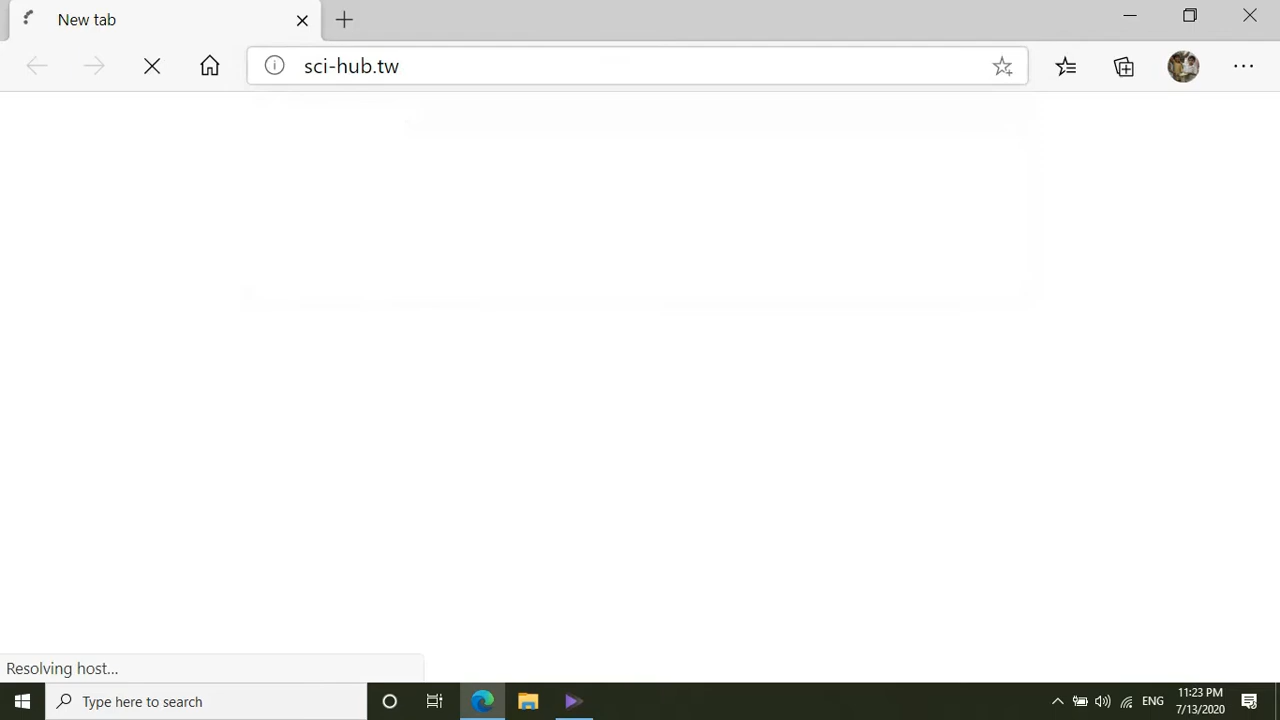 New tab
sci-hub.tw
Resolving host...
Type here to search
ENG
11:23 PM
7/13/2020